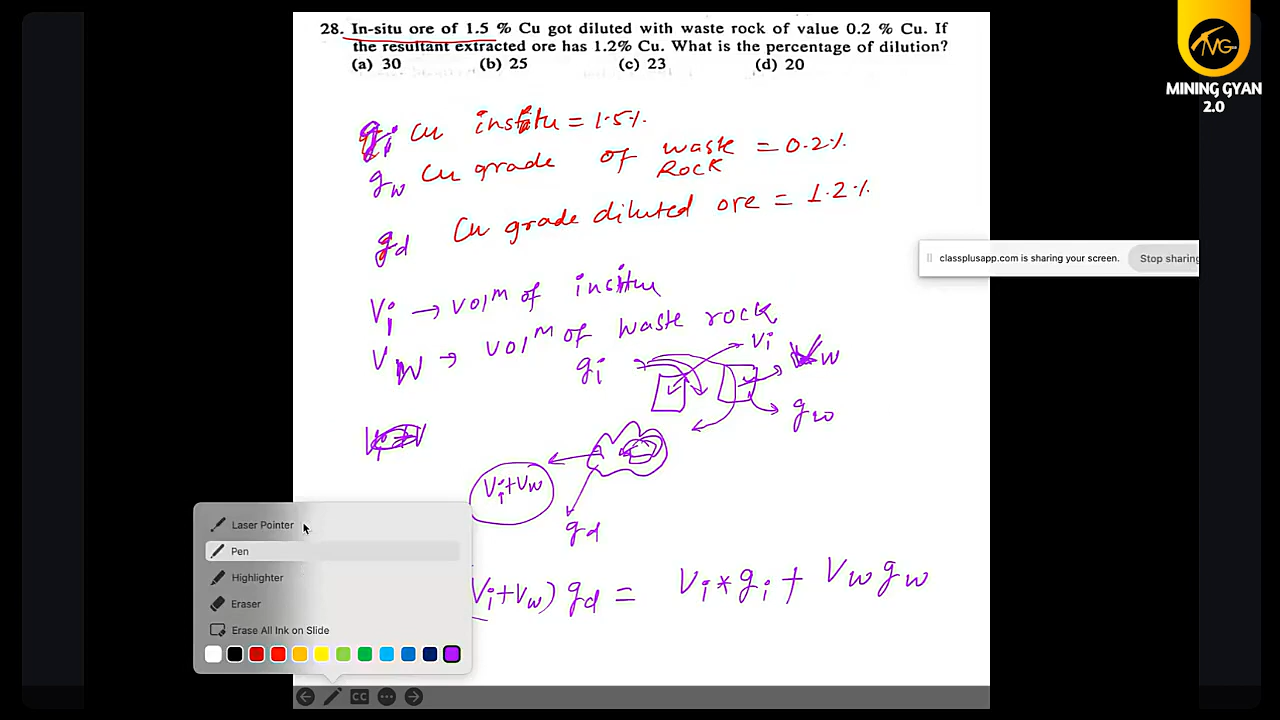 28. In-situ ore of 1.5 % Cu got diluted with waste rock of value 0.2 % Cu. If
the resultant extracted ore has 1.2% Cu. What is the percentage of dilution?
(a) 30 (b) 25 (c) 23 (d) 20
TVG
MINING GYAN
2.0
gi Cu insitu = 1.5%
gw Cu grade of waste Rock = 0.2%
gd Cu grade diluted ore = 1.2%
classplusapp.com is sharing your screen. Stop sharing
Vi → volm of insitu
Vw → volm of waste rock
gi
Vi
w
gw
Vi+Vw
gd
Vi+Vw) gd = Vi*gi + Vw gw
Laser Pointer
Pen
Highlighter
Eraser
Erase All Ink on Slide
CC